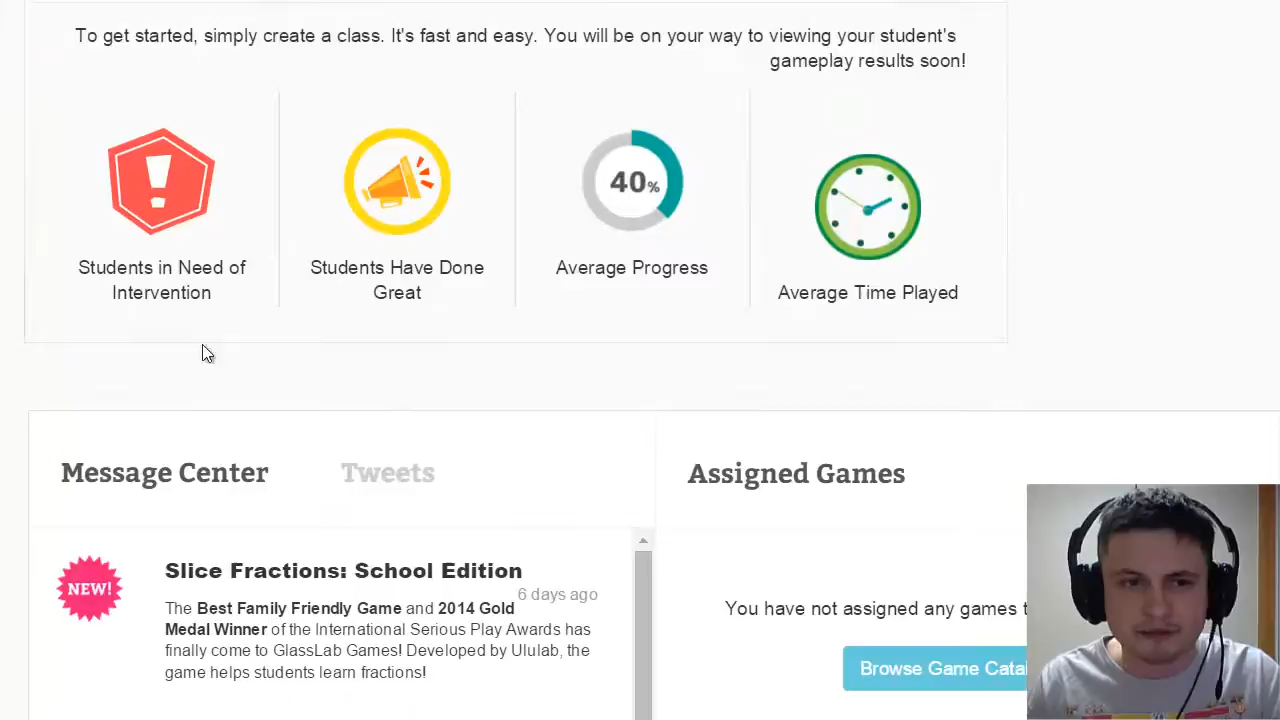 To get started, simply create a class. It's fast and easy. You will be on your way to viewing your student's
gameplay results soon!
40%
Students in Need of
Intervention
Students Have Done
Great
Average Progress
Average Time Played
Message Center
Tweets
Assigned Games
NEW!
Slice Fractions: School Edition
6 days ago
The Best Family Friendly Game and 2014 Gold
Medal Winner of the International Serious Play Awards has
finally come to GlassLab Games! Developed by Ululab, the
game helps students learn fractions!
You have not assigned any games
Browse Game